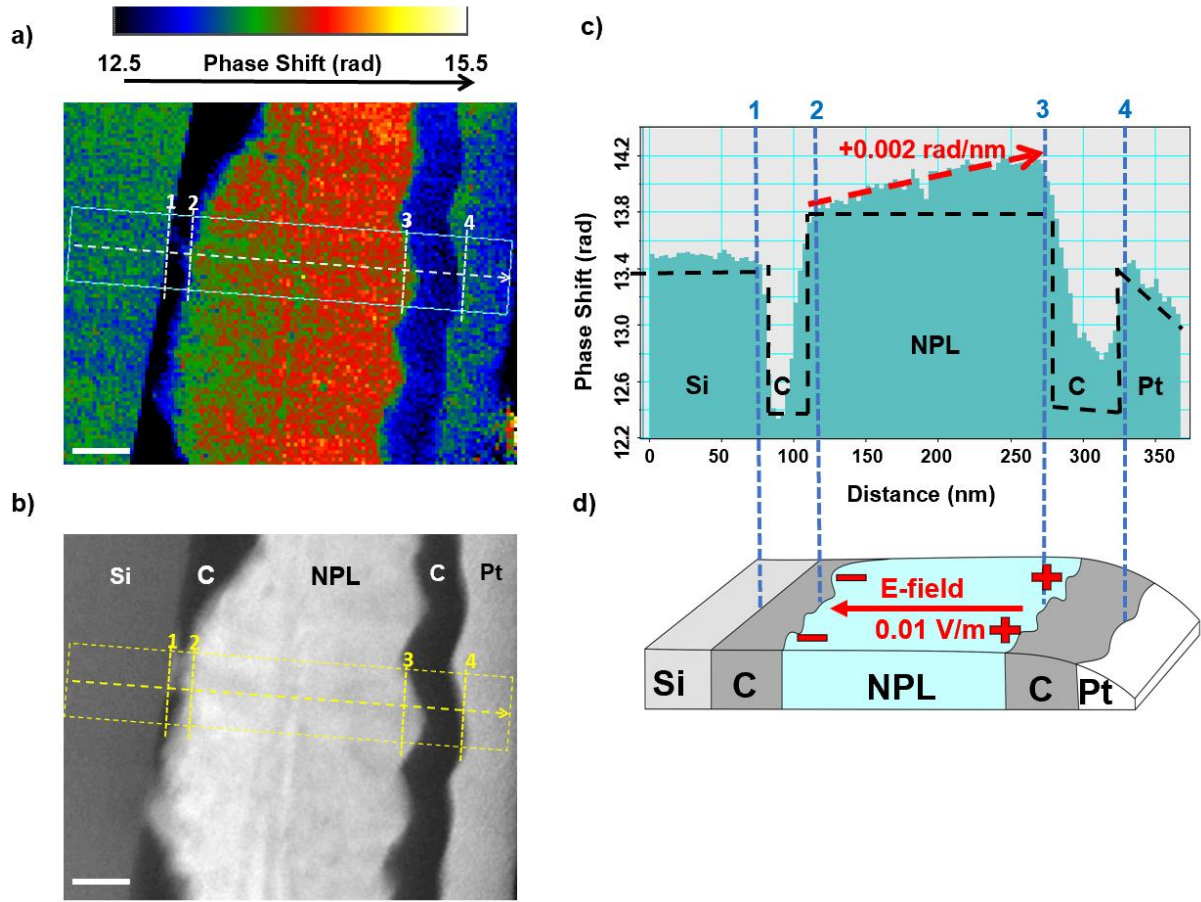 a)
12.5 Phase Shift (rad) 15.5
1 2 3 4
b)
Si C NPL C Pt
1 2 3 4
c)
1 2 3 4
+0.002 rad/nm
Phase Shift (rad)
14.2
13.8
13.4
13.0
12.6
12.2
Si C NPL C Pt
0 50 100 150 200 250 300 350
Distance (nm)
d)
E-field
0.01 V/m
Si C NPL C Pt